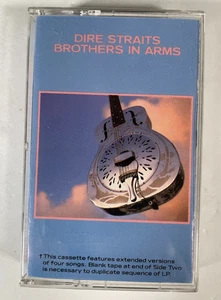 DIRE STRAITS
BROTHERS IN ARMS
†This cassette features extended versions
of four songs. Blank tape at end of Side Two
is necessary to duplicate sequence of LP.